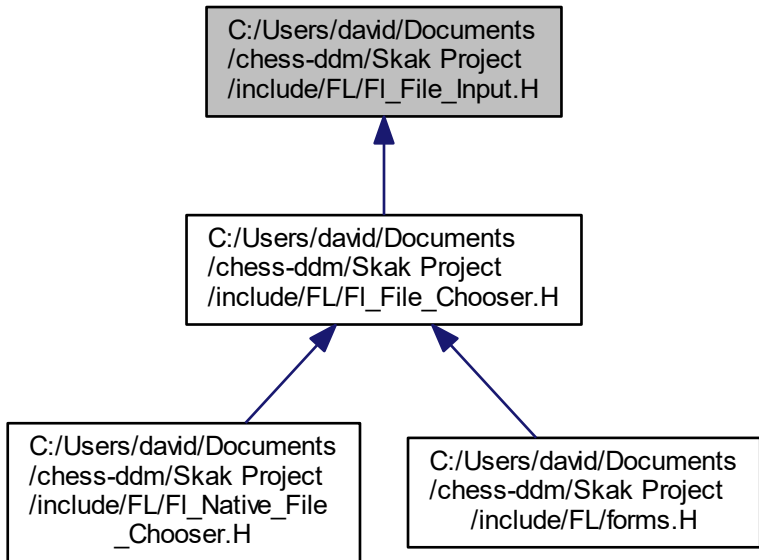 C:/Users/david/Documents
/chess-ddm/Skak Project
/include/FL/Fl_File_Input.H
C:/Users/david/Documents
/chess-ddm/Skak Project
/include/FL/Fl_File_Chooser.H
C:/Users/david/Documents
/chess-ddm/Skak Project
/include/FL/Fl_Native_File
_Chooser.H
C:/Users/david/Documents
/chess-ddm/Skak Project
/include/FL/forms.H